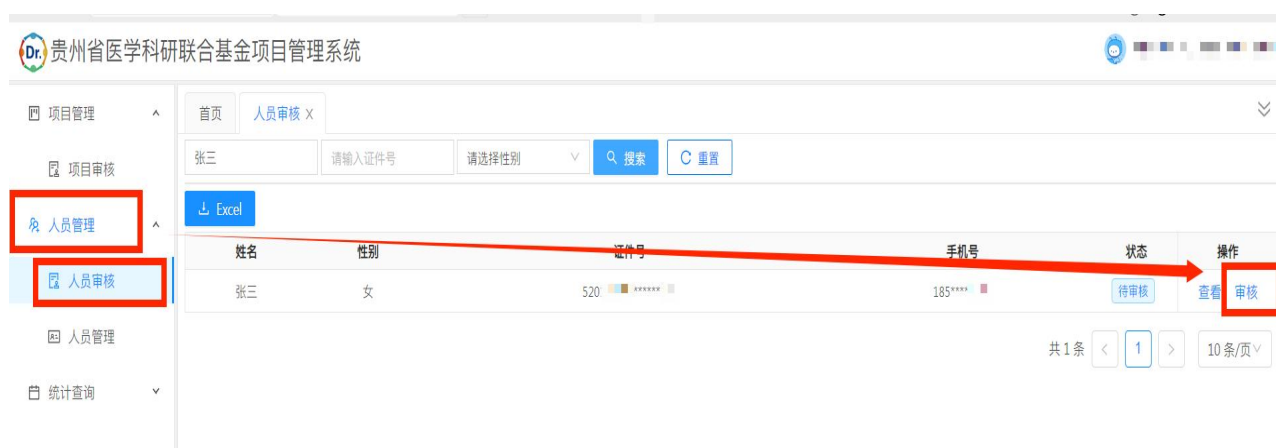 Dr. 贵州省医学科研联合基金项目管理系统
项目管理
项目审核
人员管理
人员审核
人员管理
统计查询
首页 人员审核 ×
张三 请输入证件号 请选择性别 搜索 重置
Excel
姓名 性别 证件号 手机号 状态 操作
张三 女 520 ****** 185**** 待审核 查看 审核
共1条 < 1 > 10条/页